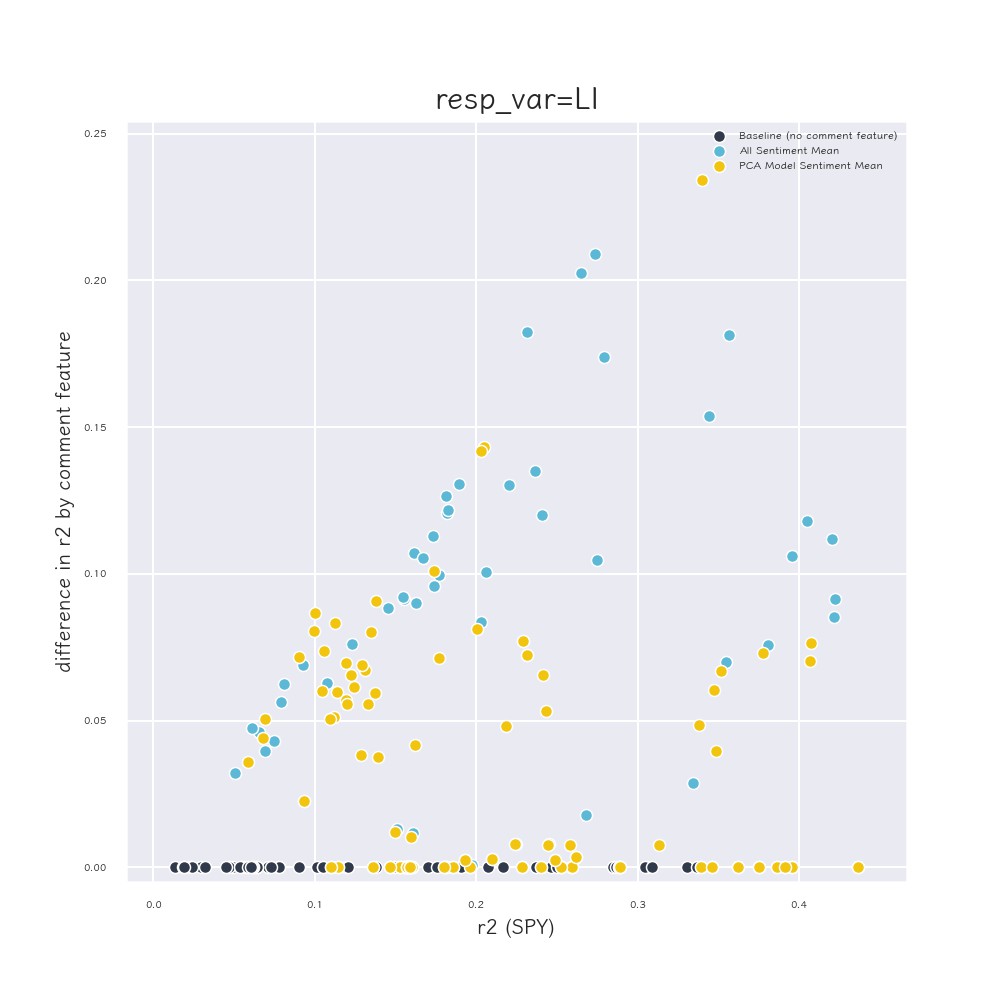 resp_var=LI
0.25
0.20
0.15
0.10
0.05
0.00
difference in r2 by comment feature
Baseline (no comment feature)
All Sentiment Mean
PCA Model Sentiment Mean
0.0 0.1 0.2 0.3 0.4
r2 (SPY)